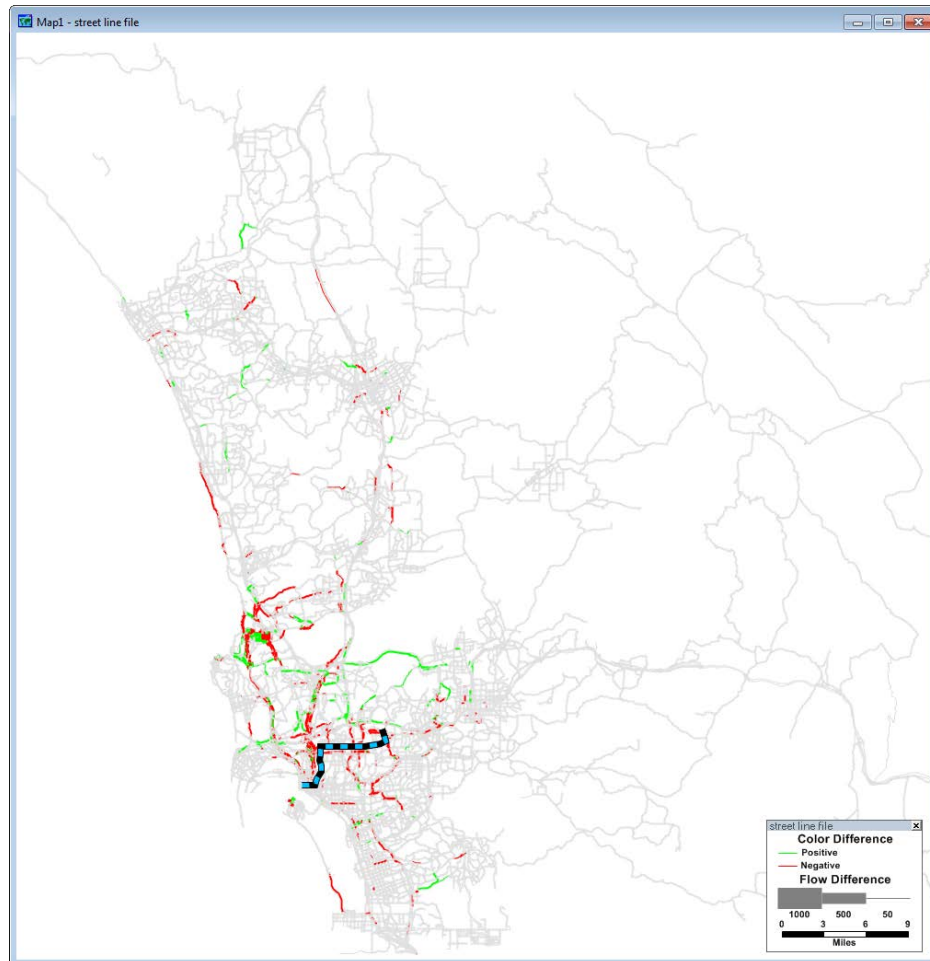 Map1 - street line file
street line file
Color Difference
Positive
Negative
Flow Difference
1000 500 50
0 3 6 9
Miles